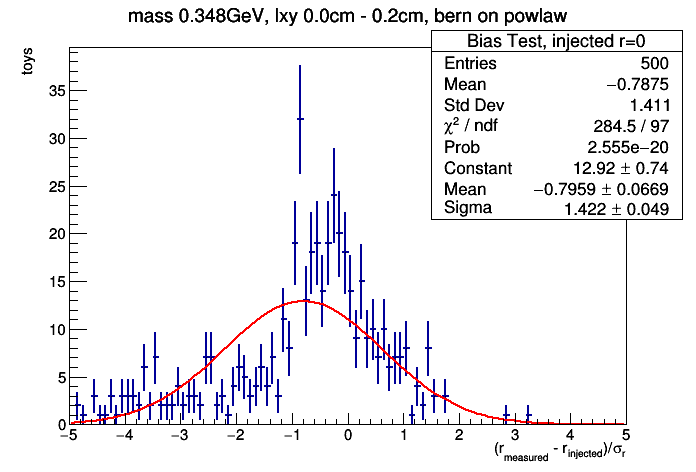 mass 0.348GeV, lxy 0.0cm - 0.2cm, bern on powlaw
toys
Bias Test, injected r=0
Entries 500
Mean −0.7875
Std Dev 1.411
χ² / ndf 284.5 / 97
Prob 2.555e−20
Constant 12.92 ± 0.74
Mean −0.7959 ± 0.0669
Sigma 1.422 ± 0.049
35
30
25
20
15
10
5
0
−5 −4 −3 −2 −1 0 1 2 3 4 5
(r_measured - r_injected)/σ_r